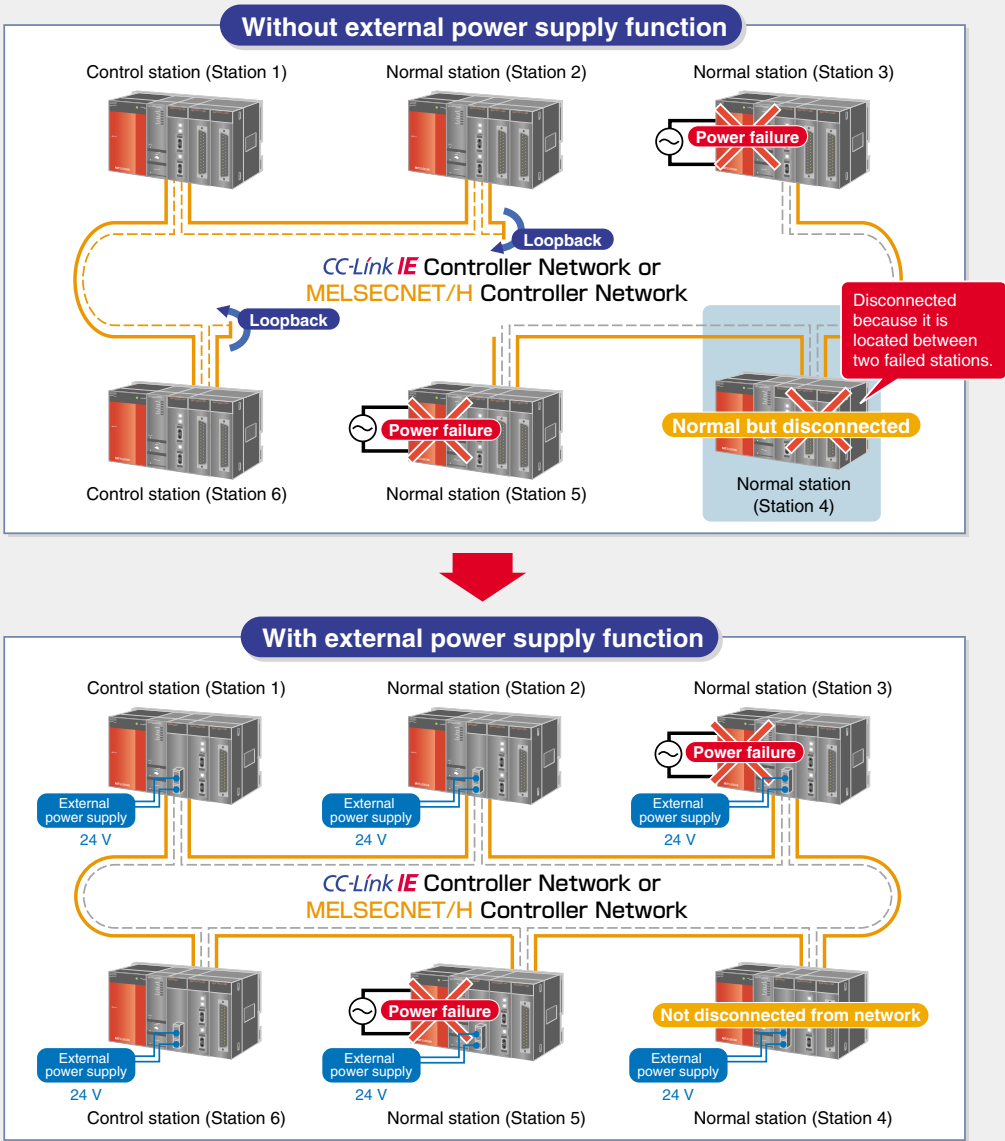 Without external power supply function
Control station (Station 1)
Normal station (Station 2)
Normal station (Station 3)
Power failure
Loopback
CC-Link IE Controller Network or
MELSECNET/H Controller Network
Loopback
Disconnected
because it is
located between
two failed stations.
Power failure
Normal but disconnected
Control station (Station 6)
Normal station (Station 5)
Normal station
(Station 4)
With external power supply function
Control station (Station 1)
Normal station (Station 2)
Normal station (Station 3)
Power failure
External
power supply
24 V
External
power supply
24 V
External
power supply
24 V
CC-Link IE Controller Network or
MELSECNET/H Controller Network
Power failure
Not disconnected from network
External
power supply
24 V
External
power supply
24 V
External
power supply
24 V
Control station (Station 6)
Normal station (Station 5)
Normal station (Station 4)